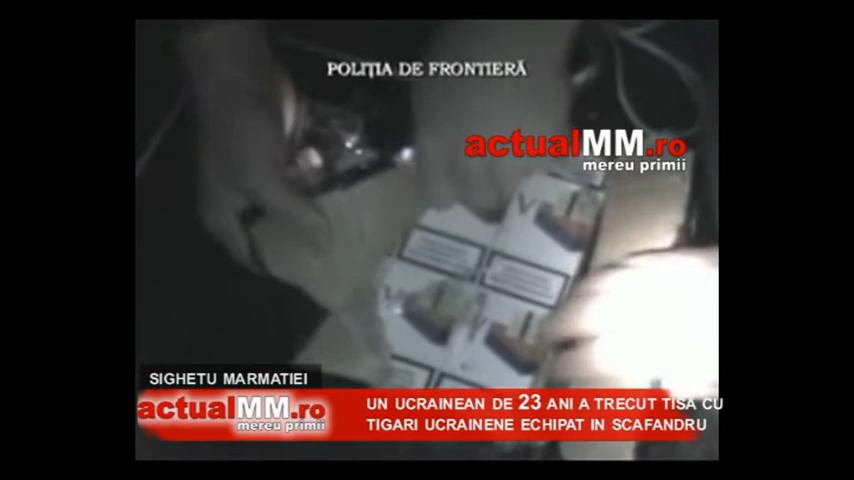 POLIȚIA DE FRONTIERĂ
actualMM.ro
mereu primii
SIGHETU MARMATIEI
actualMM.ro
mereu primii
UN UCRAINEAN DE 23 ANI A TRECUT TISA CU
TIGARI UCRAINENE ECHIPAT IN SCAFANDRU